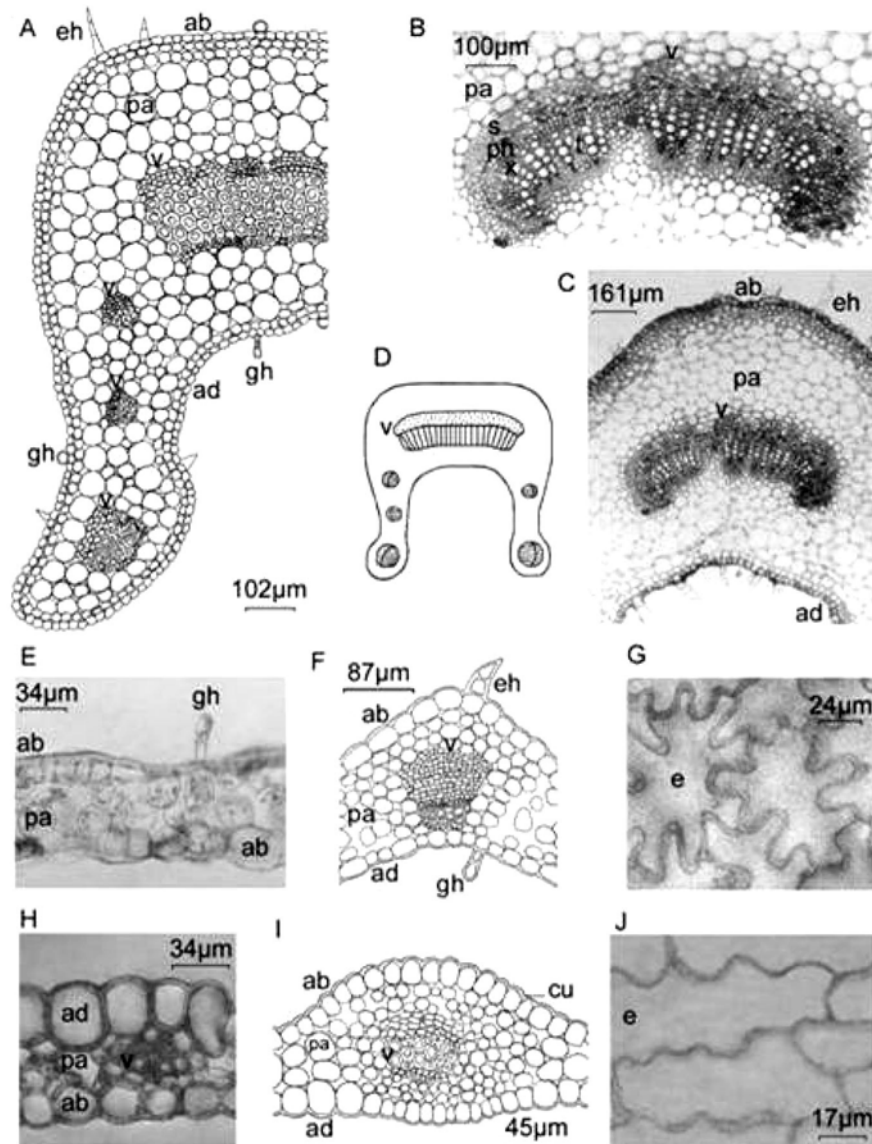 A
eh
ab
pa
v
v
v
gh
v
ad
gh
102µm
B
100µm
v
pa
s
ph
x
t
C
161µm
ab
eh
pa
v
ad
D
v
E
34µm
gh
ab
pa
ab
F
87µm
eh
ab
v
pa
ad
gh
G
24µm
e
H
34µm
ad
pa
v
ab
I
ab
cu
pa
v
ad
45µm
J
e
17µm